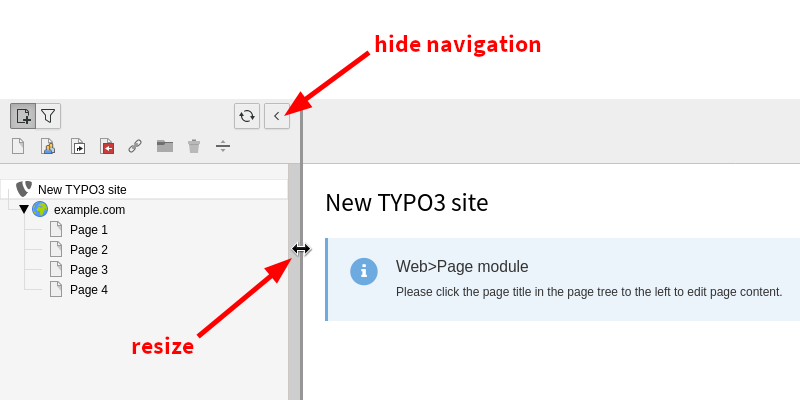 hide navigation
New TYPO3 site
example.com
Page 1
Page 2
Page 3
Page 4
New TYPO3 site
Web>Page module
Please click the page title in the page tree to the left to edit page content.
resize